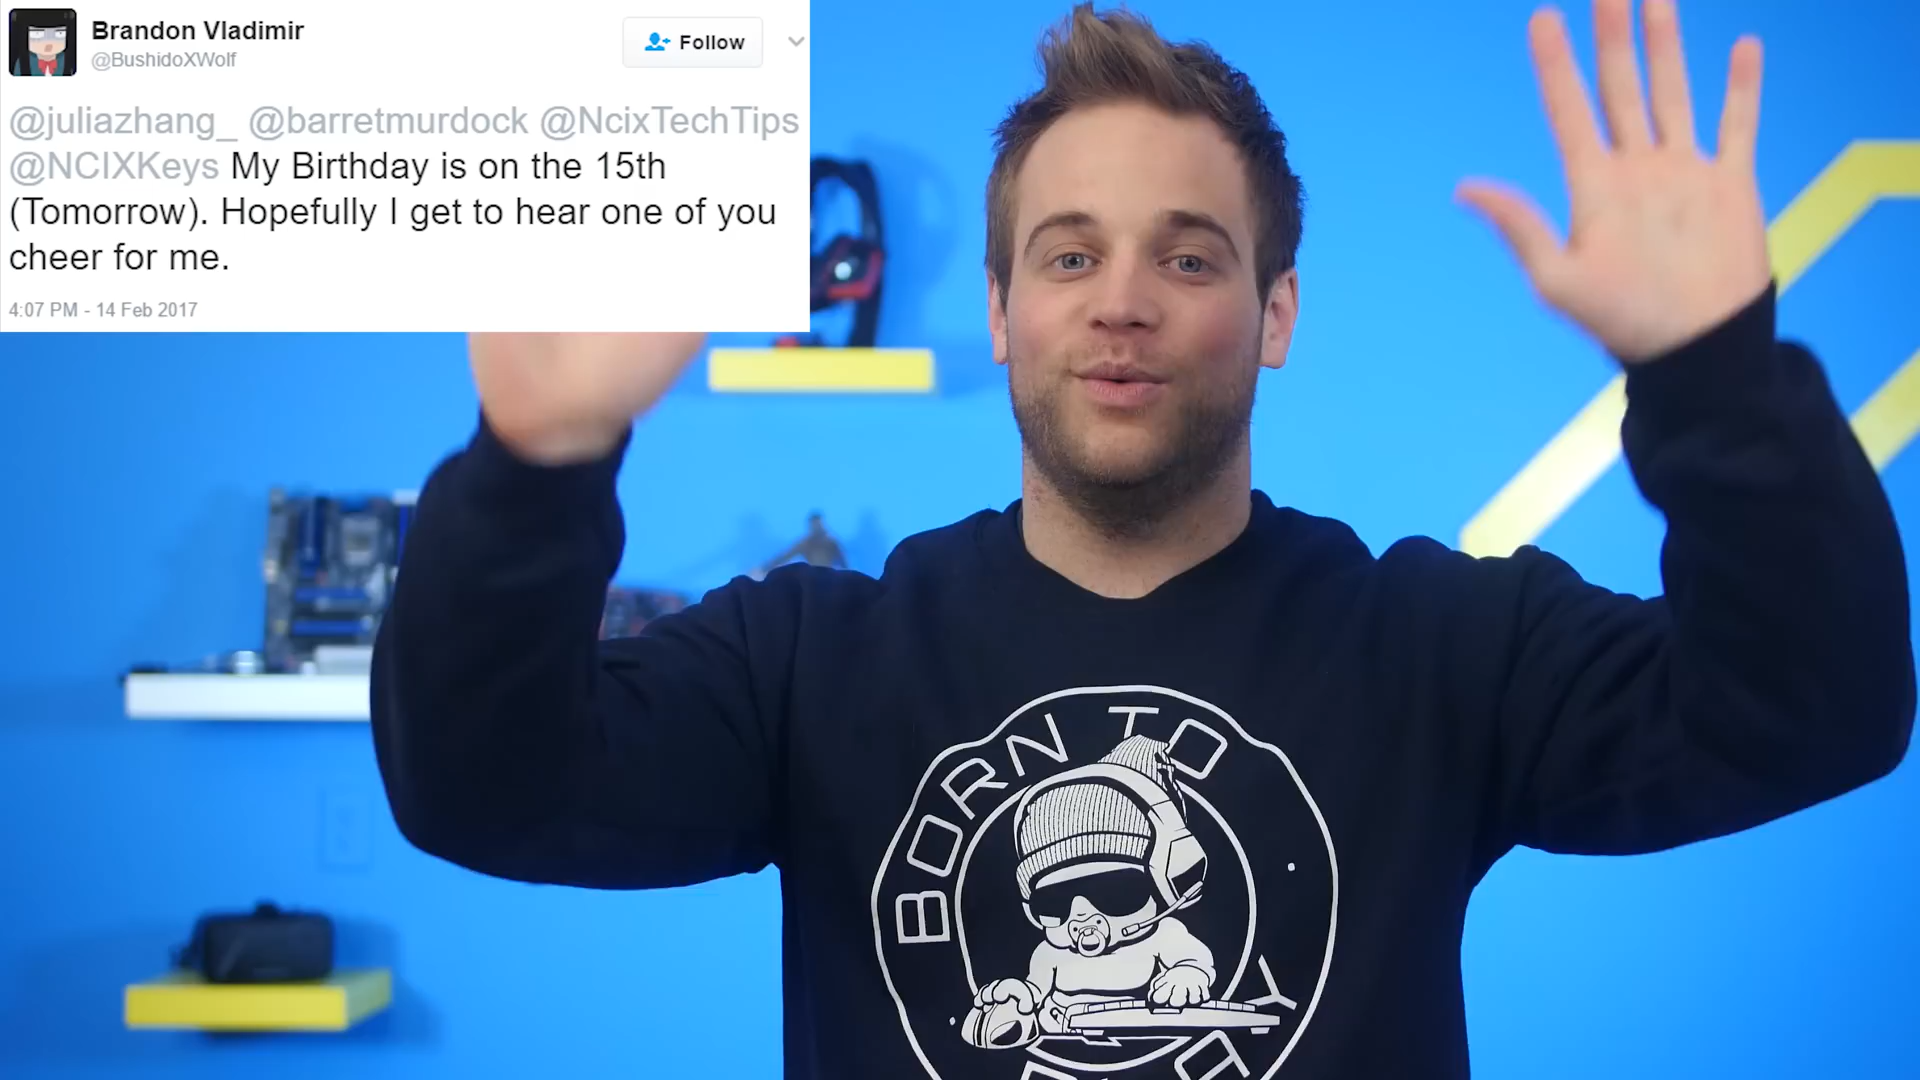 Brandon Vladimir
@BushidoXWolf
Follow
@juliazhang_ @barretmurdock @NcixTechTips
@NCIXKeys My Birthday is on the 15th
(Tomorrow). Hopefully I get to hear one of you
cheer for me.
4:07 PM - 14 Feb 2017
BORN TO